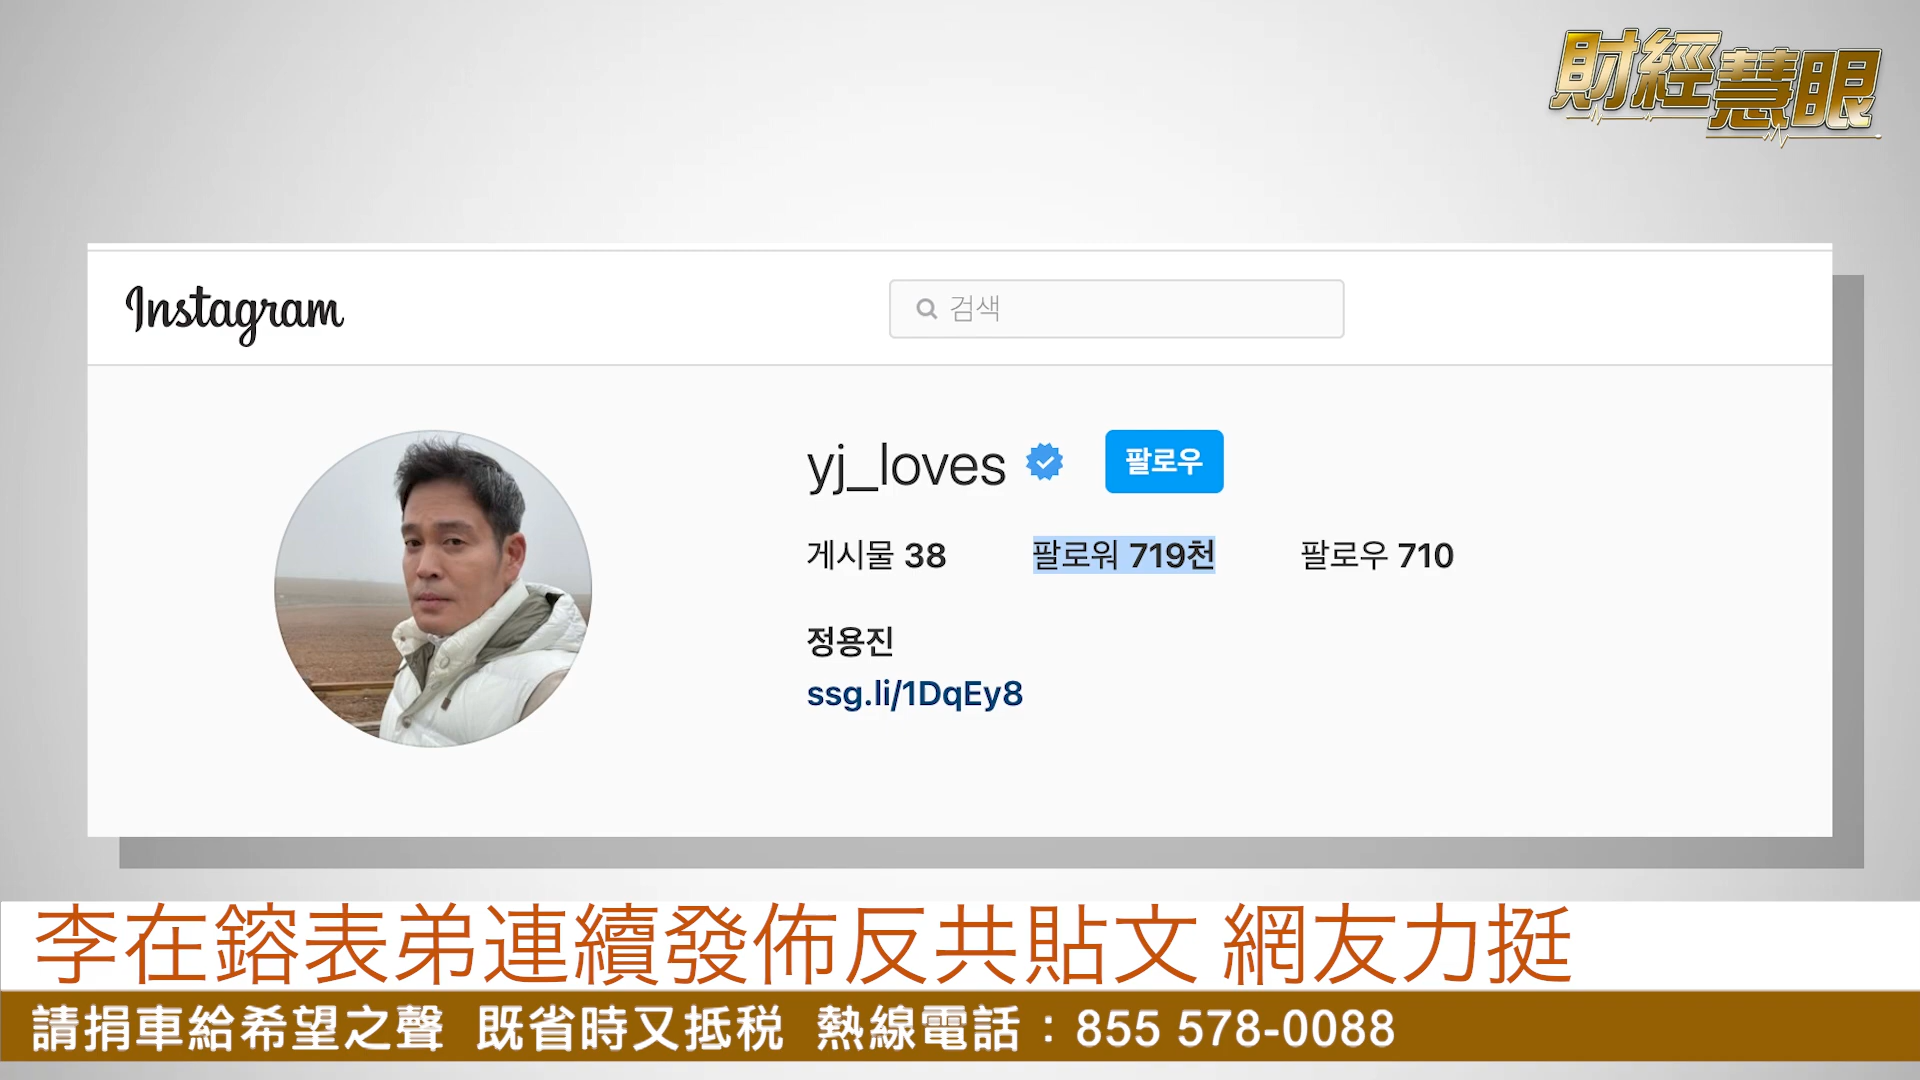 財經慧眼
Instagram
검색
yj_loves 팔로우
게시물 38 팔로워 719천 팔로우 710
정용진
ssg.li/1DqEy8
李在鎔表弟連續發佈反共貼文 網友力挺
請捐車給希望之聲 既省時又抵税 熱線電話：855 578-0088